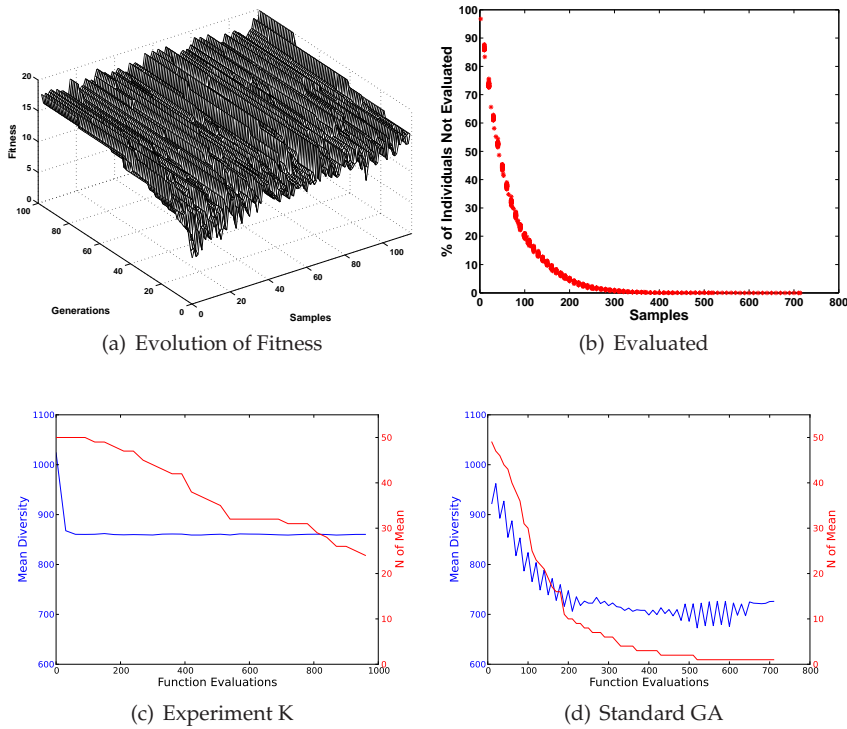 20
15
10
5
0
Fitness
100
80
60
40
20
0
Generations
0
20
40
60
80
100
Samples
(a) Evolution of Fitness
100
90
80
70
60
50
40
30
20
10
0
% of Individuals Not Evaluated
0 100 200 300 400 500 600 700 800
Samples
(b) Evaluated
1100
1000
900
800
700
600
Mean Diversity
50
40
30
20
10
0
N of Mean
0 200 400 600 800 1000
Function Evaluations
(c) Experiment K
1100
1000
900
800
700
600
Mean Diversity
50
40
30
20
10
0
N of Mean
0 100 200 300 400 500 600 700 800
Function Evaluations
(d) Standard GA